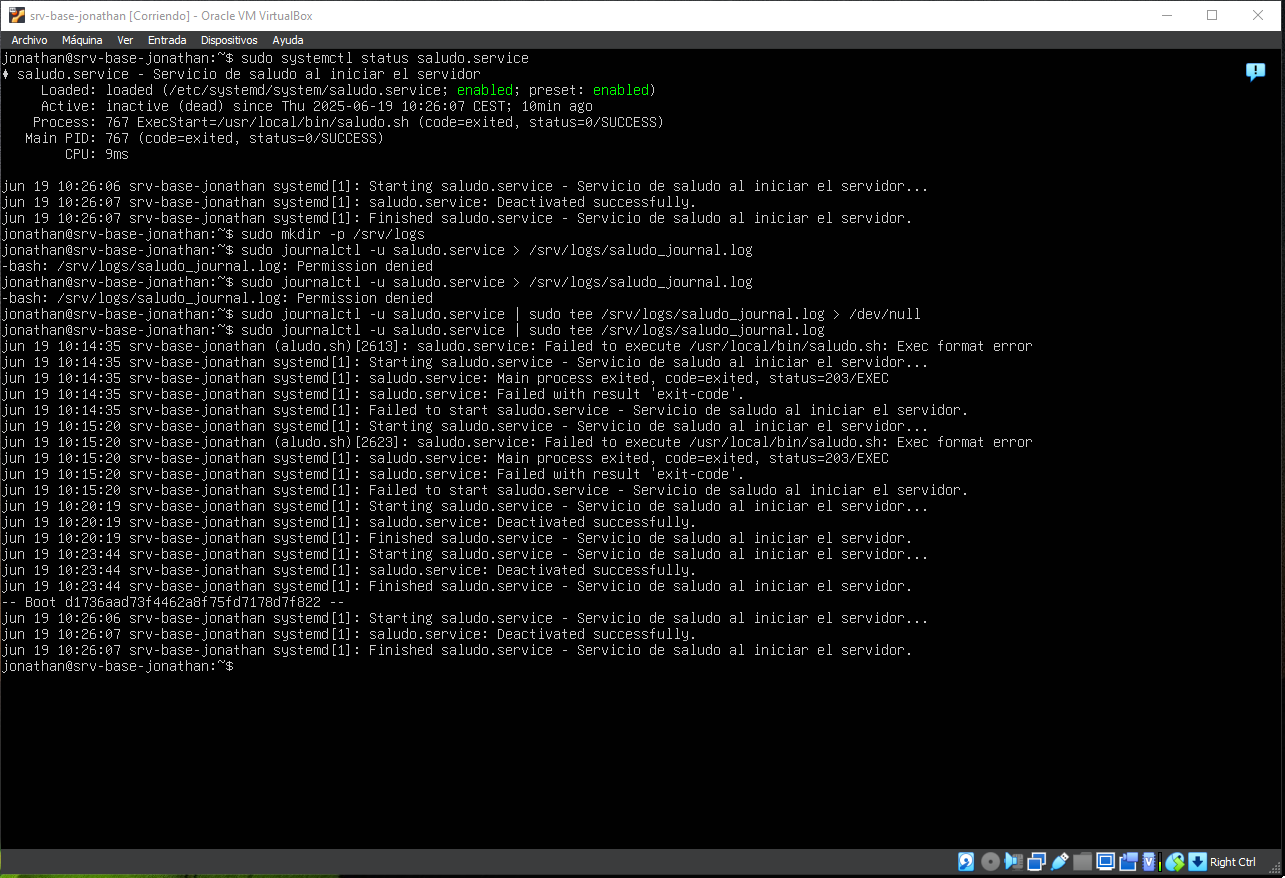 srv-base-jonathan [Corriendo] - Oracle VM VirtualBox
Archivo Máquina Ver Entrada Dispositivos Ayuda
jonathan@srv-base-jonathan:~$ sudo systemctl status saludo.service
♦ saludo.service - Servicio de saludo al iniciar el servidor
Loaded: loaded (/etc/systemd/system/saludo.service; enabled; preset: enabled)
Active: inactive (dead) since Thu 2025-06-19 10:26:07 CEST; 10min ago
Process: 767 ExecStart=/usr/local/bin/saludo.sh (code=exited, status=0/SUCCESS)
Main PID: 767 (code=exited, status=0/SUCCESS)
CPU: 9ms
jun 19 10:26:06 srv-base-jonathan systemd[1]: Starting saludo.service - Servicio de saludo al iniciar el servidor...
jun 19 10:26:07 srv-base-jonathan systemd[1]: saludo.service: Deactivated successfully.
jun 19 10:26:07 srv-base-jonathan systemd[1]: Finished saludo.service - Servicio de saludo al iniciar el servidor.
jonathan@srv-base-jonathan:~$ sudo mkdir -p /srv/logs
jonathan@srv-base-jonathan:~$ sudo journalctl -u saludo.service > /srv/logs/saludo_journal.log
-bash: /srv/logs/saludo_journal.log: Permission denied
jonathan@srv-base-jonathan:~$ sudo journalctl -u saludo.service > /srv/logs/saludo_journal.log
-bash: /srv/logs/saludo_journal.log: Permission denied
jonathan@srv-base-jonathan:~$ sudo journalctl -u saludo.service | sudo tee /srv/logs/saludo_journal.log > /dev/null
jonathan@srv-base-jonathan:~$ sudo journalctl -u saludo.service | sudo tee /srv/logs/saludo_journal.log
jun 19 10:14:35 srv-base-jonathan (aludo.sh)[2613]: saludo.service: Failed to execute /usr/local/bin/saludo.sh: Exec format error
jun 19 10:14:35 srv-base-jonathan systemd[1]: Starting saludo.service - Servicio de saludo al iniciar el servidor...
jun 19 10:14:35 srv-base-jonathan systemd[1]: saludo.service: Main process exited, code=exited, status=203/EXEC
jun 19 10:14:35 srv-base-jonathan systemd[1]: saludo.service: Failed with result 'exit-code'.
jun 19 10:14:35 srv-base-jonathan systemd[1]: Failed to start saludo.service - Servicio de saludo al iniciar el servidor.
jun 19 10:15:20 srv-base-jonathan systemd[1]: Starting saludo.service - Servicio de saludo al iniciar el servidor...
jun 19 10:15:20 srv-base-jonathan (aludo.sh)[2623]: saludo.service: Failed to execute /usr/local/bin/saludo.sh: Exec format error
jun 19 10:15:20 srv-base-jonathan systemd[1]: saludo.service: Main process exited, code=exited, status=203/EXEC
jun 19 10:15:20 srv-base-jonathan systemd[1]: saludo.service: Failed with result 'exit-code'.
jun 19 10:15:20 srv-base-jonathan systemd[1]: Failed to start saludo.service - Servicio de saludo al iniciar el servidor.
jun 19 10:20:19 srv-base-jonathan systemd[1]: Starting saludo.service - Servicio de saludo al iniciar el servidor...
jun 19 10:20:19 srv-base-jonathan systemd[1]: saludo.service: Deactivated successfully.
jun 19 10:20:19 srv-base-jonathan systemd[1]: Finished saludo.service - Servicio de saludo al iniciar el servidor.
jun 19 10:23:44 srv-base-jonathan systemd[1]: Starting saludo.service - Servicio de saludo al iniciar el servidor...
jun 19 10:23:44 srv-base-jonathan systemd[1]: saludo.service: Deactivated successfully.
jun 19 10:23:44 srv-base-jonathan systemd[1]: Finished saludo.service - Servicio de saludo al iniciar el servidor.
-- Boot d1736aad73f4462a8f75fd7178d7f822 --
jun 19 10:26:06 srv-base-jonathan systemd[1]: Starting saludo.service - Servicio de saludo al iniciar el servidor...
jun 19 10:26:07 srv-base-jonathan systemd[1]: saludo.service: Deactivated successfully.
jun 19 10:26:07 srv-base-jonathan systemd[1]: Finished saludo.service - Servicio de saludo al iniciar el servidor.
jonathan@srv-base-jonathan:~$
Right Ctrl